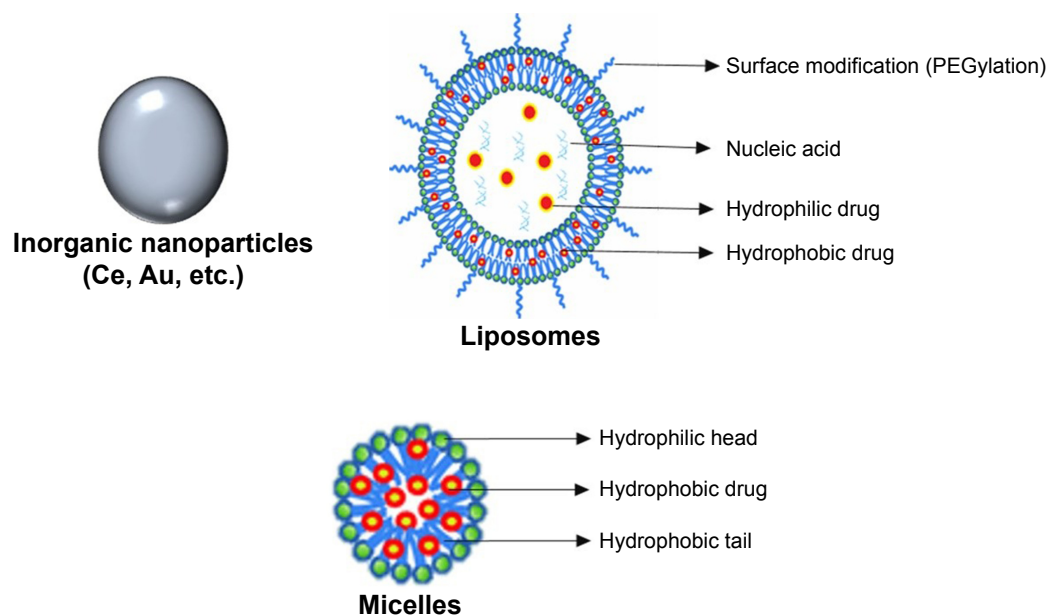 Surface modification (PEGylation)
Nucleic acid
Hydrophilic drug
Hydrophobic drug
Inorganic nanoparticles
(Ce, Au, etc.)
Liposomes
Hydrophilic head
Hydrophobic drug
Hydrophobic tail
Micelles